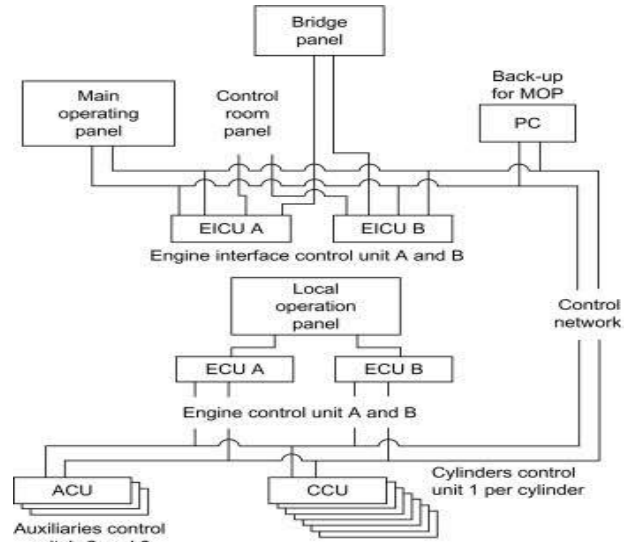 Bridge
panel
Main
operating
panel
Control
room
panel
Back-up
for MOP
PC
EICU A
EICU B
Engine interface control unit A and B
Local
operation
panel
Control
network
ECU A
ECU B
Engine control unit A and B
ACU
CCU
Cylinders control
unit 1 per cylinder
Auxiliaries control